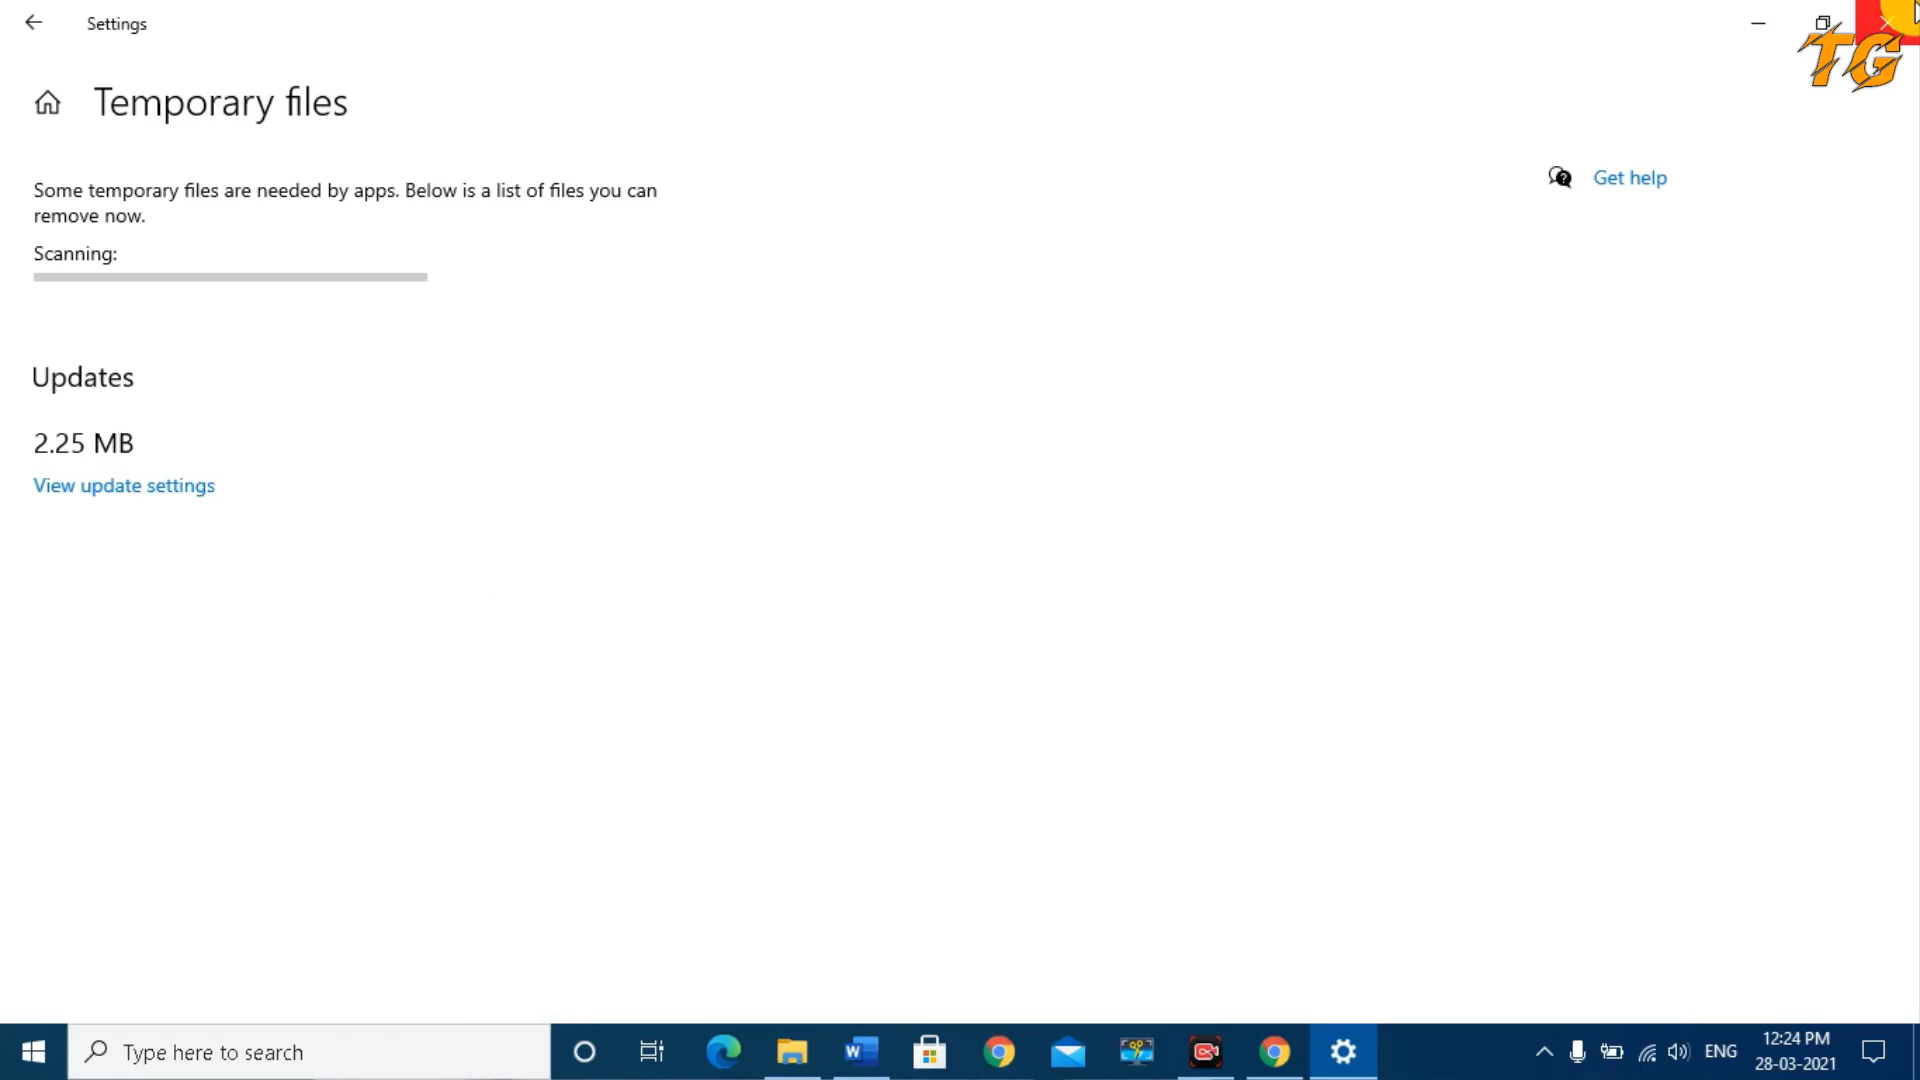 Settings
TG
Temporary files
Get help
Some temporary files are needed by apps. Below is a list of files you can
remove now.
Scanning:
Updates
2.25 MB
View update settings
Type here to search
W
ENG
12:24 PM
28-03-2021